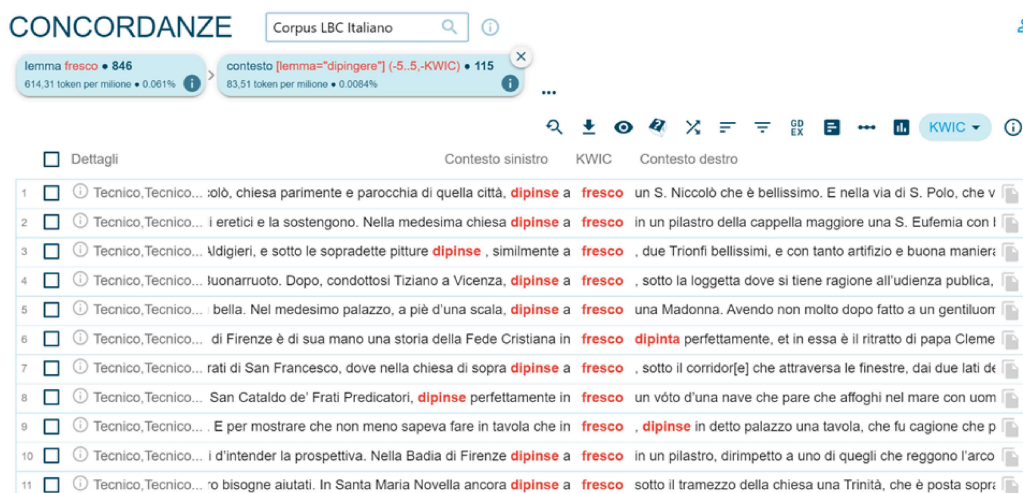 CONCORDANZE Corpus LBC Italiano
lemma fresco ● 846
614,31 token per milione ● 0.061%
contesto [lemma="dipingere"] (-5..5,-KWIC) ● 115
83,51 token per milione ● 0.0084%
GD EX KWIC
Dettagli Contesto sinistro KWIC Contesto destro
1 Tecnico,Tecnico... :olò, chiesa parimente e parocchia di quella città, dipinse a fresco un S. Niccolò che è bellissimo. E nella via di S. Polo, che v
2 Tecnico,Tecnico... i eretici e la sostengono. Nella medesima chiesa dipinse a fresco in un pilastro della cappella maggiore una S. Eufemia con
3 Tecnico,Tecnico... Aldigieri, e sotto le sopradette pitture dipinse , similmente a fresco , due Trionfi bellissimi, e con tanto artifizio e buona maniera
4 Tecnico,Tecnico... Buonarruoto. Dopo, condottosi Tiziano a Vicenza, dipinse a fresco , sotto la loggetta dove si tiene ragione all'udienza publica,
5 Tecnico,Tecnico... bella. Nel medesimo palazzo, a piè d'una scala, dipinse a fresco una Madonna. Avendo non molto dopo fatto a un gentiluom
6 Tecnico,Tecnico... di Firenze è di sua mano una storia della Fede Cristiana in fresco dipinta perfettamente, et in essa è il ritratto di papa Cleme
7 Tecnico,Tecnico... rati di San Francesco, dove nella chiesa di sopra dipinse a fresco , sotto il corridor[e] che attraversa le finestre, dai due lati de
8 Tecnico,Tecnico... San Cataldo de' Frati Predicatori, dipinse perfettamente in fresco un vòto d'una nave che pare che affoghi nel mare con uom
9 Tecnico,Tecnico... . E per mostrare che non meno sapeva fare in tavola che in fresco , dipinse in detto palazzo una tavola, che fu cagione che p
10 Tecnico,Tecnico... i d'intender la prospettiva. Nella Badia di Firenze dipinse a fresco in un pilastro, dirimpetto a uno di quegli che reggono l'arco
11 Tecnico,Tecnico... ro bisogne aiutati. In Santa Maria Novella ancora dipinse a fresco sotto il tramezzo della chiesa una Trinità, che è posta sopra